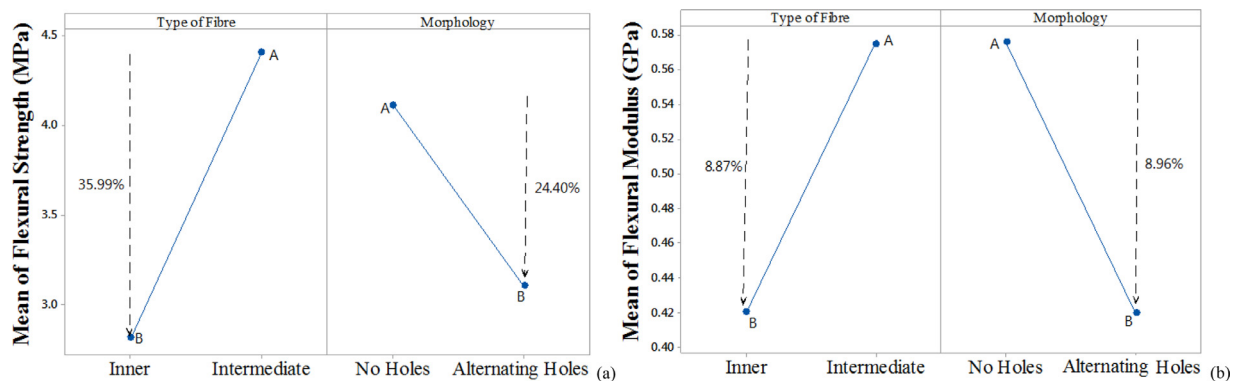 Type of Fibre
Morphology
Mean of Flexural Strength (MPa)
4.5
4.0
3.5
3.0
A
A
35.99%
24.40%
B
B
Inner
Intermediate
No Holes
Alternating Holes
(a)
Type of Fibre
Morphology
Mean of Flexural Modulus (GPa)
0.58
0.56
0.54
0.52
0.50
0.48
0.46
0.44
0.42
0.40
A
A
8.87%
8.96%
B
B
Inner
Intermediate
No Holes
Alternating Holes
(b)